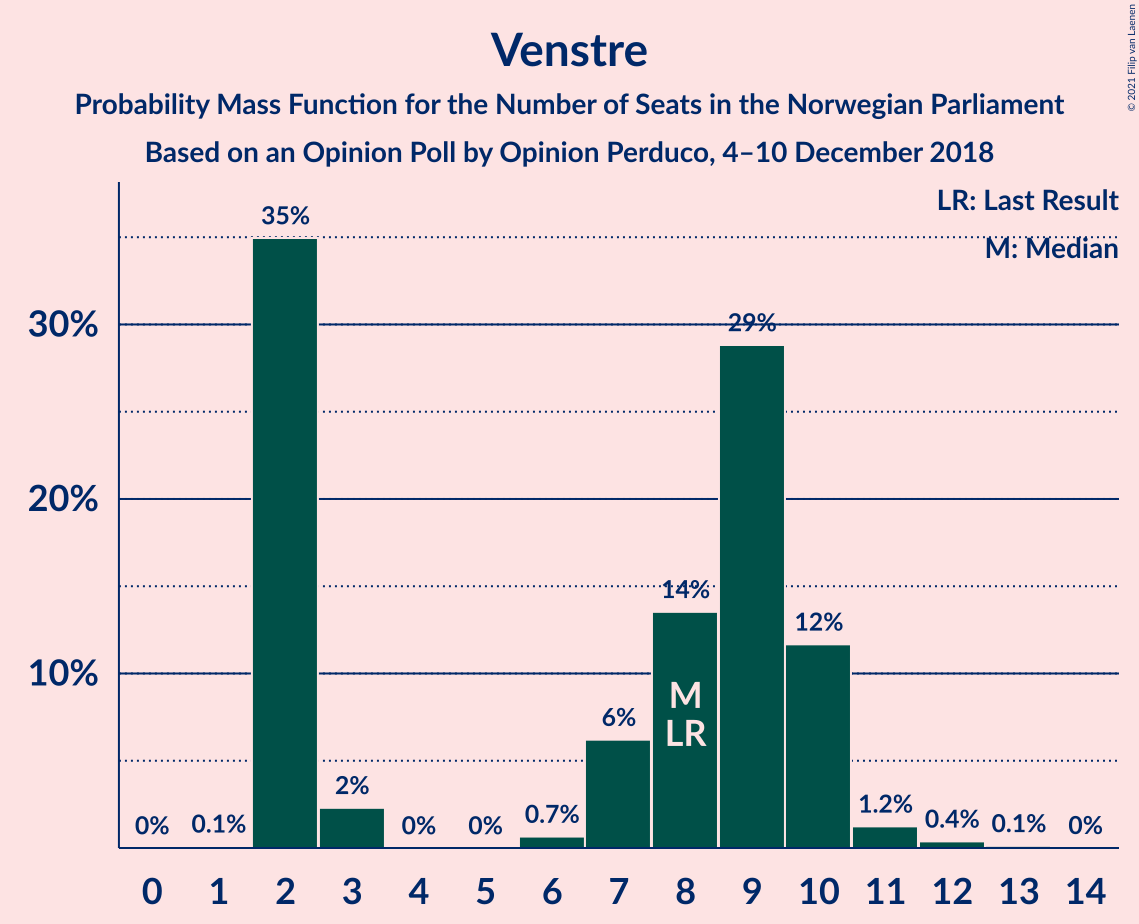 © 2021 Filip van Laenen
Venstre
Probability Mass Function for the Number of Seats in the Norwegian Parliament
Based on an Opinion Poll by Opinion Perduco, 4–10 December 2018
LR: Last Result
M: Median
30%
20%
10%
0%
0.1%
35%
2%
0%
0%
0.7%
6%
14%
29%
12%
1.2%
0.4%
0.1%
0%
M
LR
0 1 2 3 4 5 6 7 8 9 10 11 12 13 14